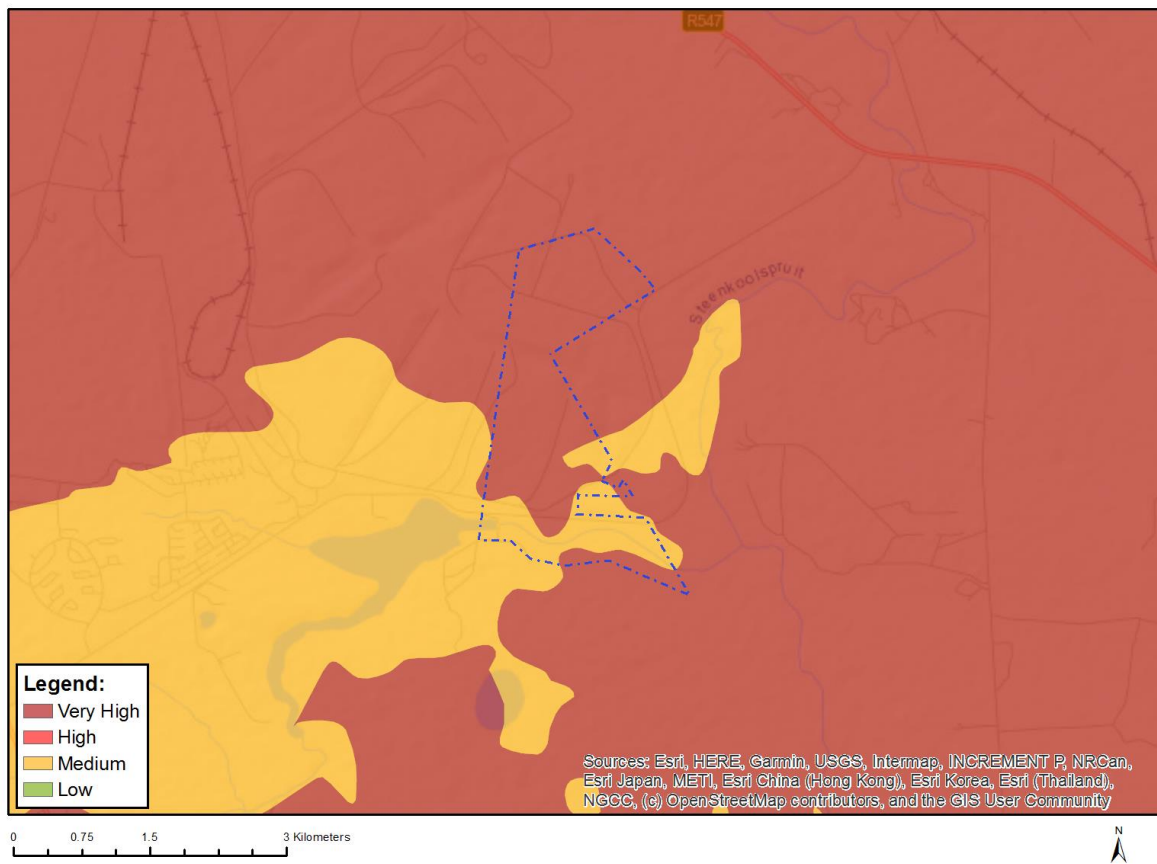 R547
Steenkoolspruit
Legend:
Very High
High
Medium
Low
Sources: Esri, HERE, Garmin, USGS, Intermap, INCREMENT P, NRCan,
Esri Japan, METI, Esri China (Hong Kong), Esri Korea, Esri (Thailand),
NGCC, (c) OpenStreetMap contributors, and the GIS User Community
0 0.75 1.5 3 Kilometers
N